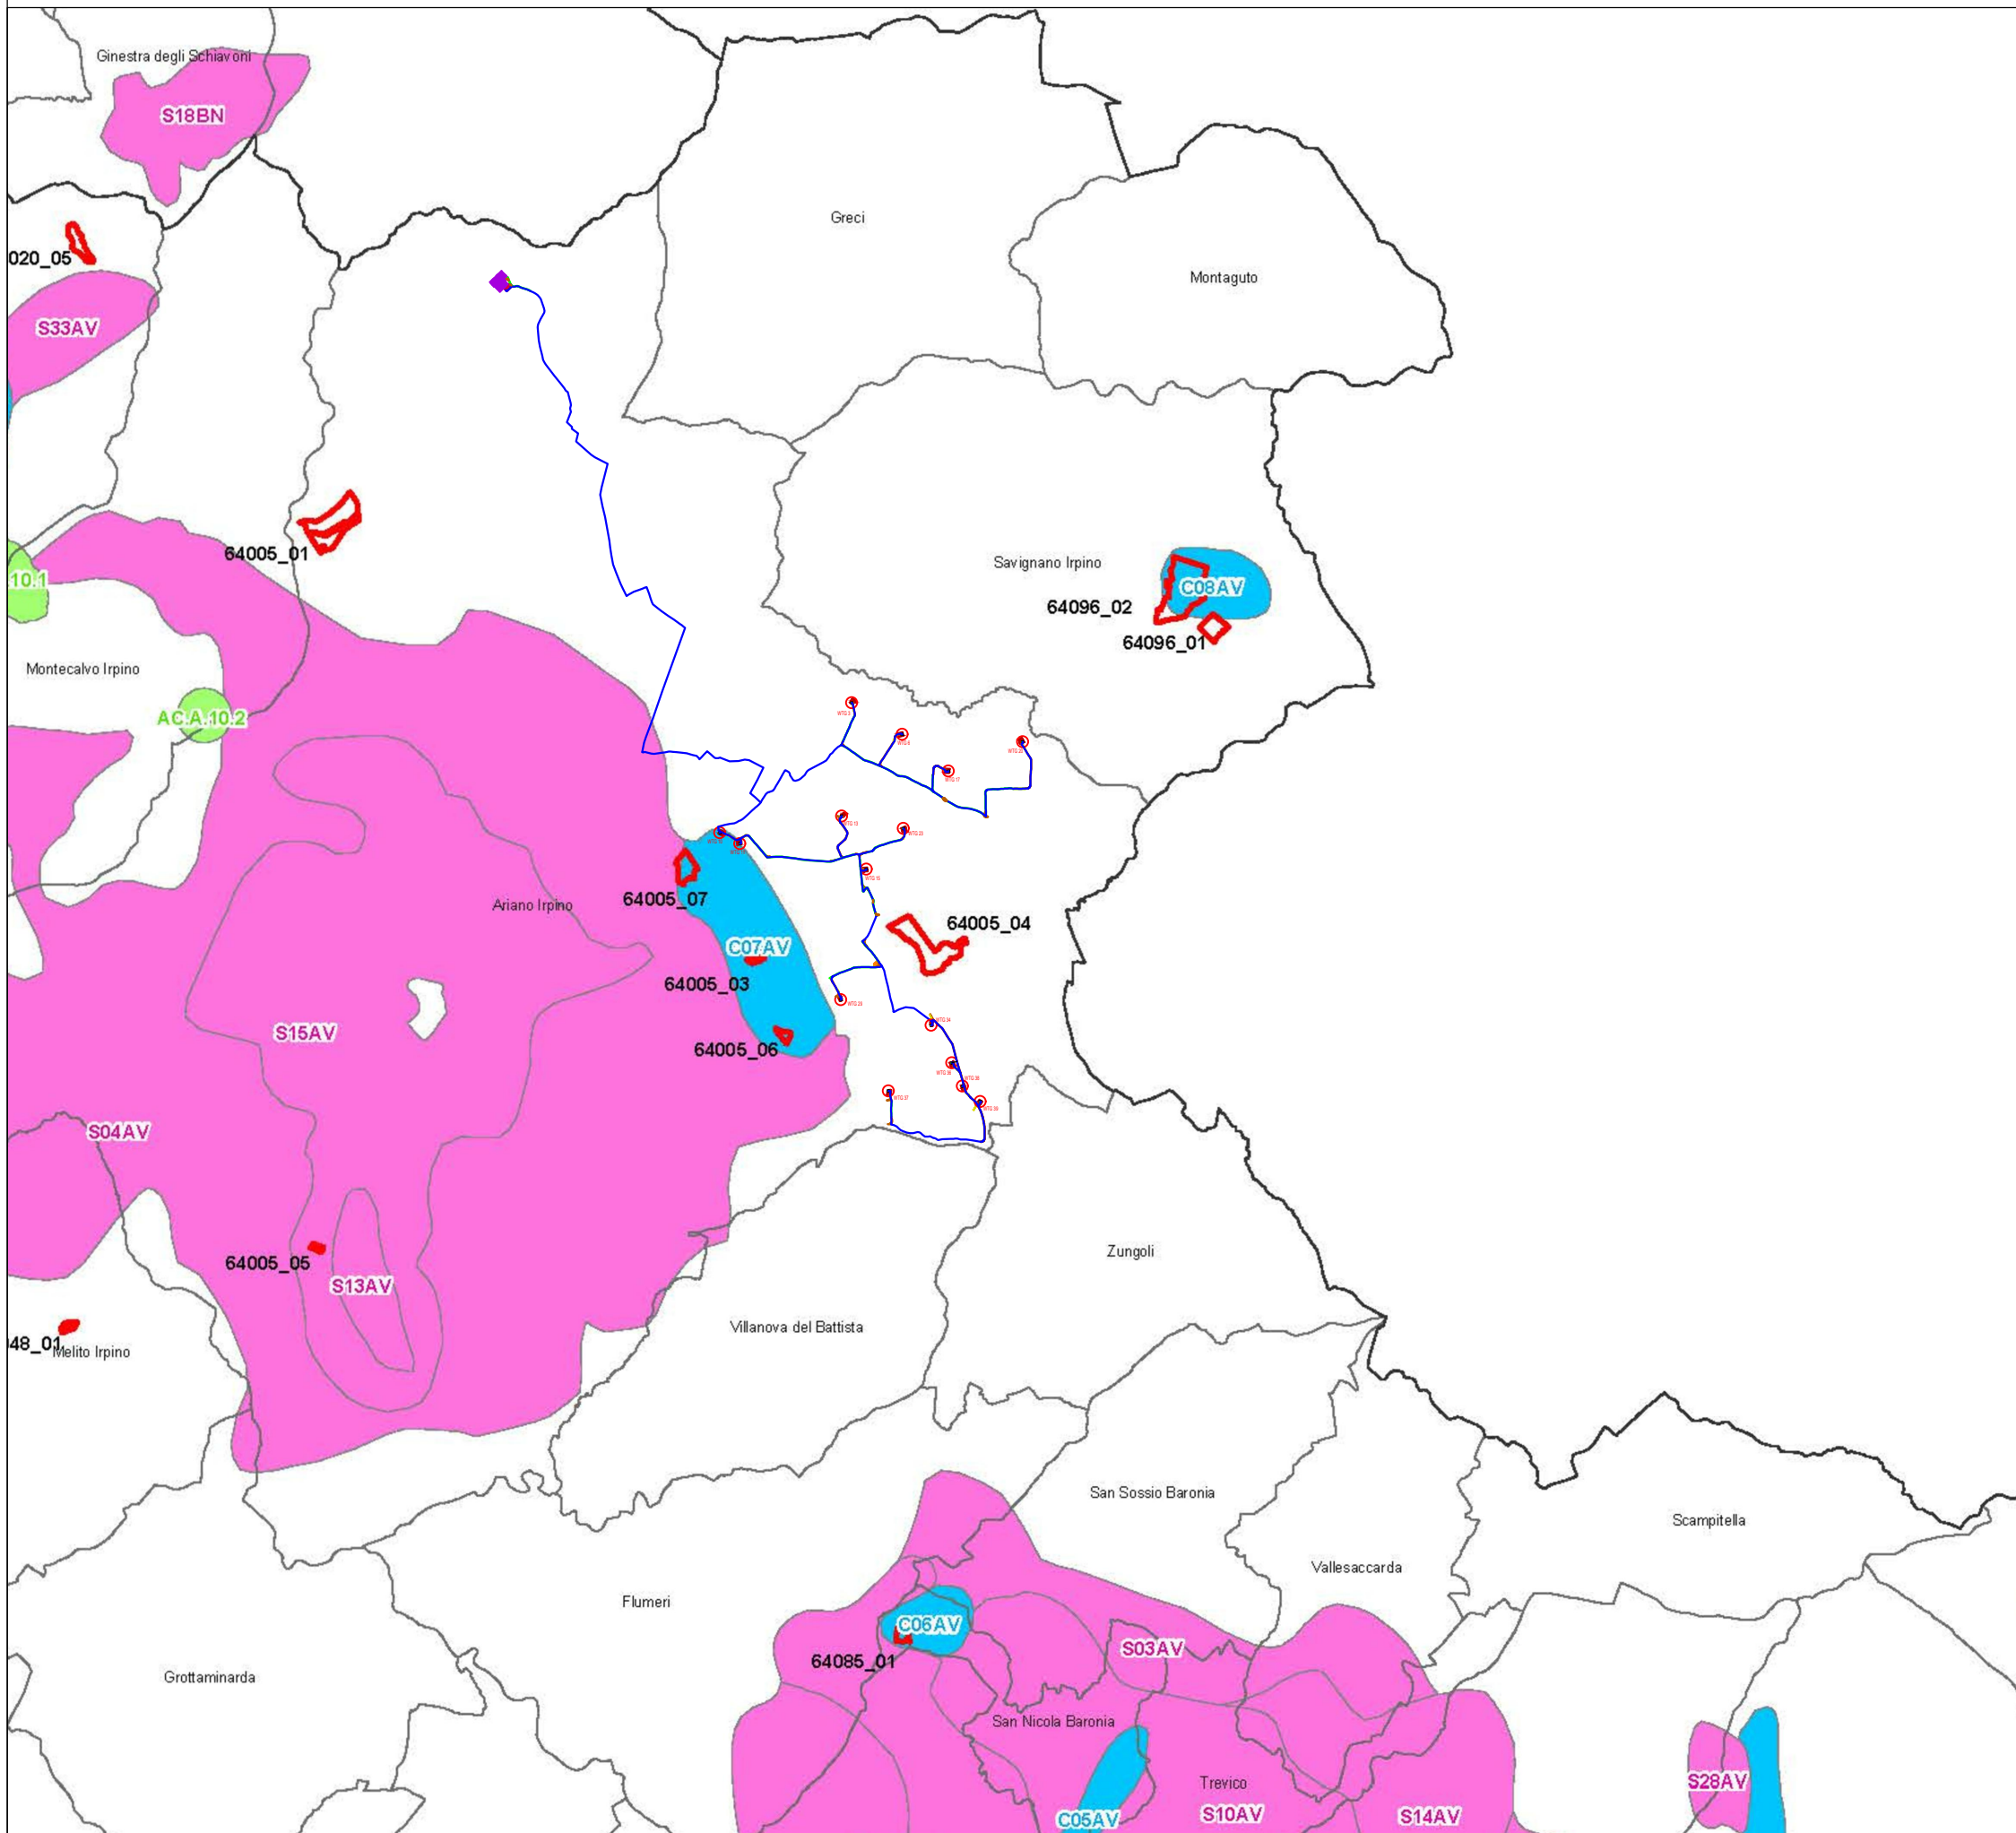 Ginestra degli Schiavoni
S18BN
Greci
020_05
Montaguto
S33AV
64005_01
Savignano Irpino
10.1
C08AV
64096_02
64096_01
Montecalvo Irpino
AC.A.10.2
64005_07
Ariano Irpino
64005_04
C07AV
64005_03
S15AV
64005_06
S04AV
Zungoli
64005_05
S13AV
Villanova del Battista
48_01
Melito Irpino
San Sossio Baronia
Scampitella
Vallesaccarda
Flumeri
C06AV
S03AV
64085_01
Grottaminarda
San Nicola Baronia
Trevico
S28AV
S10AV
S14AV
C05AV